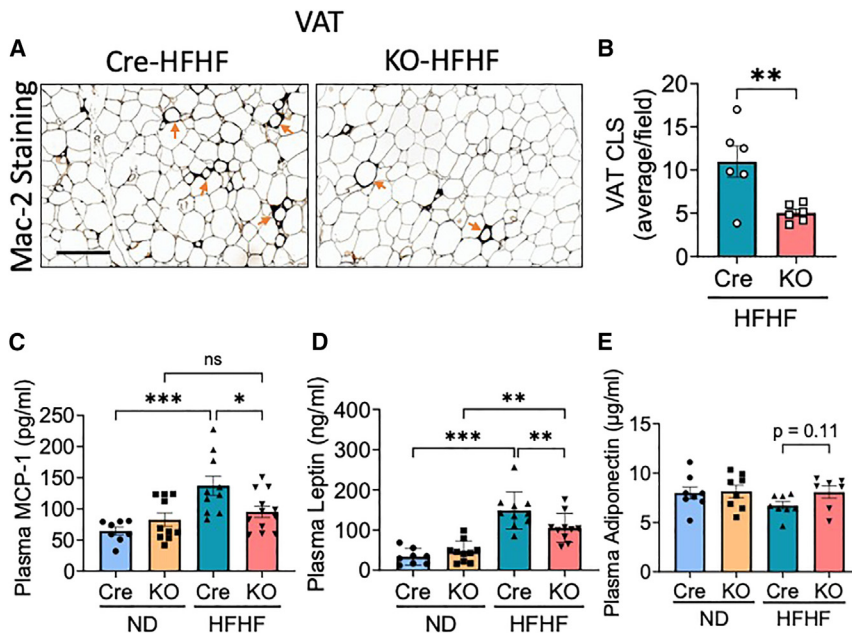 VAT
A
Cre-HFHF
KO-HFHF
Mac-2 Staining
B
VAT CLS
(average/field)
20
15
10
5
0
**
Cre
KO
HFHF
C
Plasma MCP-1 (pg/ml)
250
200
150
100
50
0
ns
***
*
Cre
KO
Cre
KO
ND
HFHF
D
Plasma Leptin (ng/ml)
400
300
200
100
0
**
***
**
Cre
KO
Cre
KO
ND
HFHF
E
Plasma Adiponectin (μg/ml)
15
10
5
0
p = 0.11
Cre
KO
Cre
KO
ND
HFHF